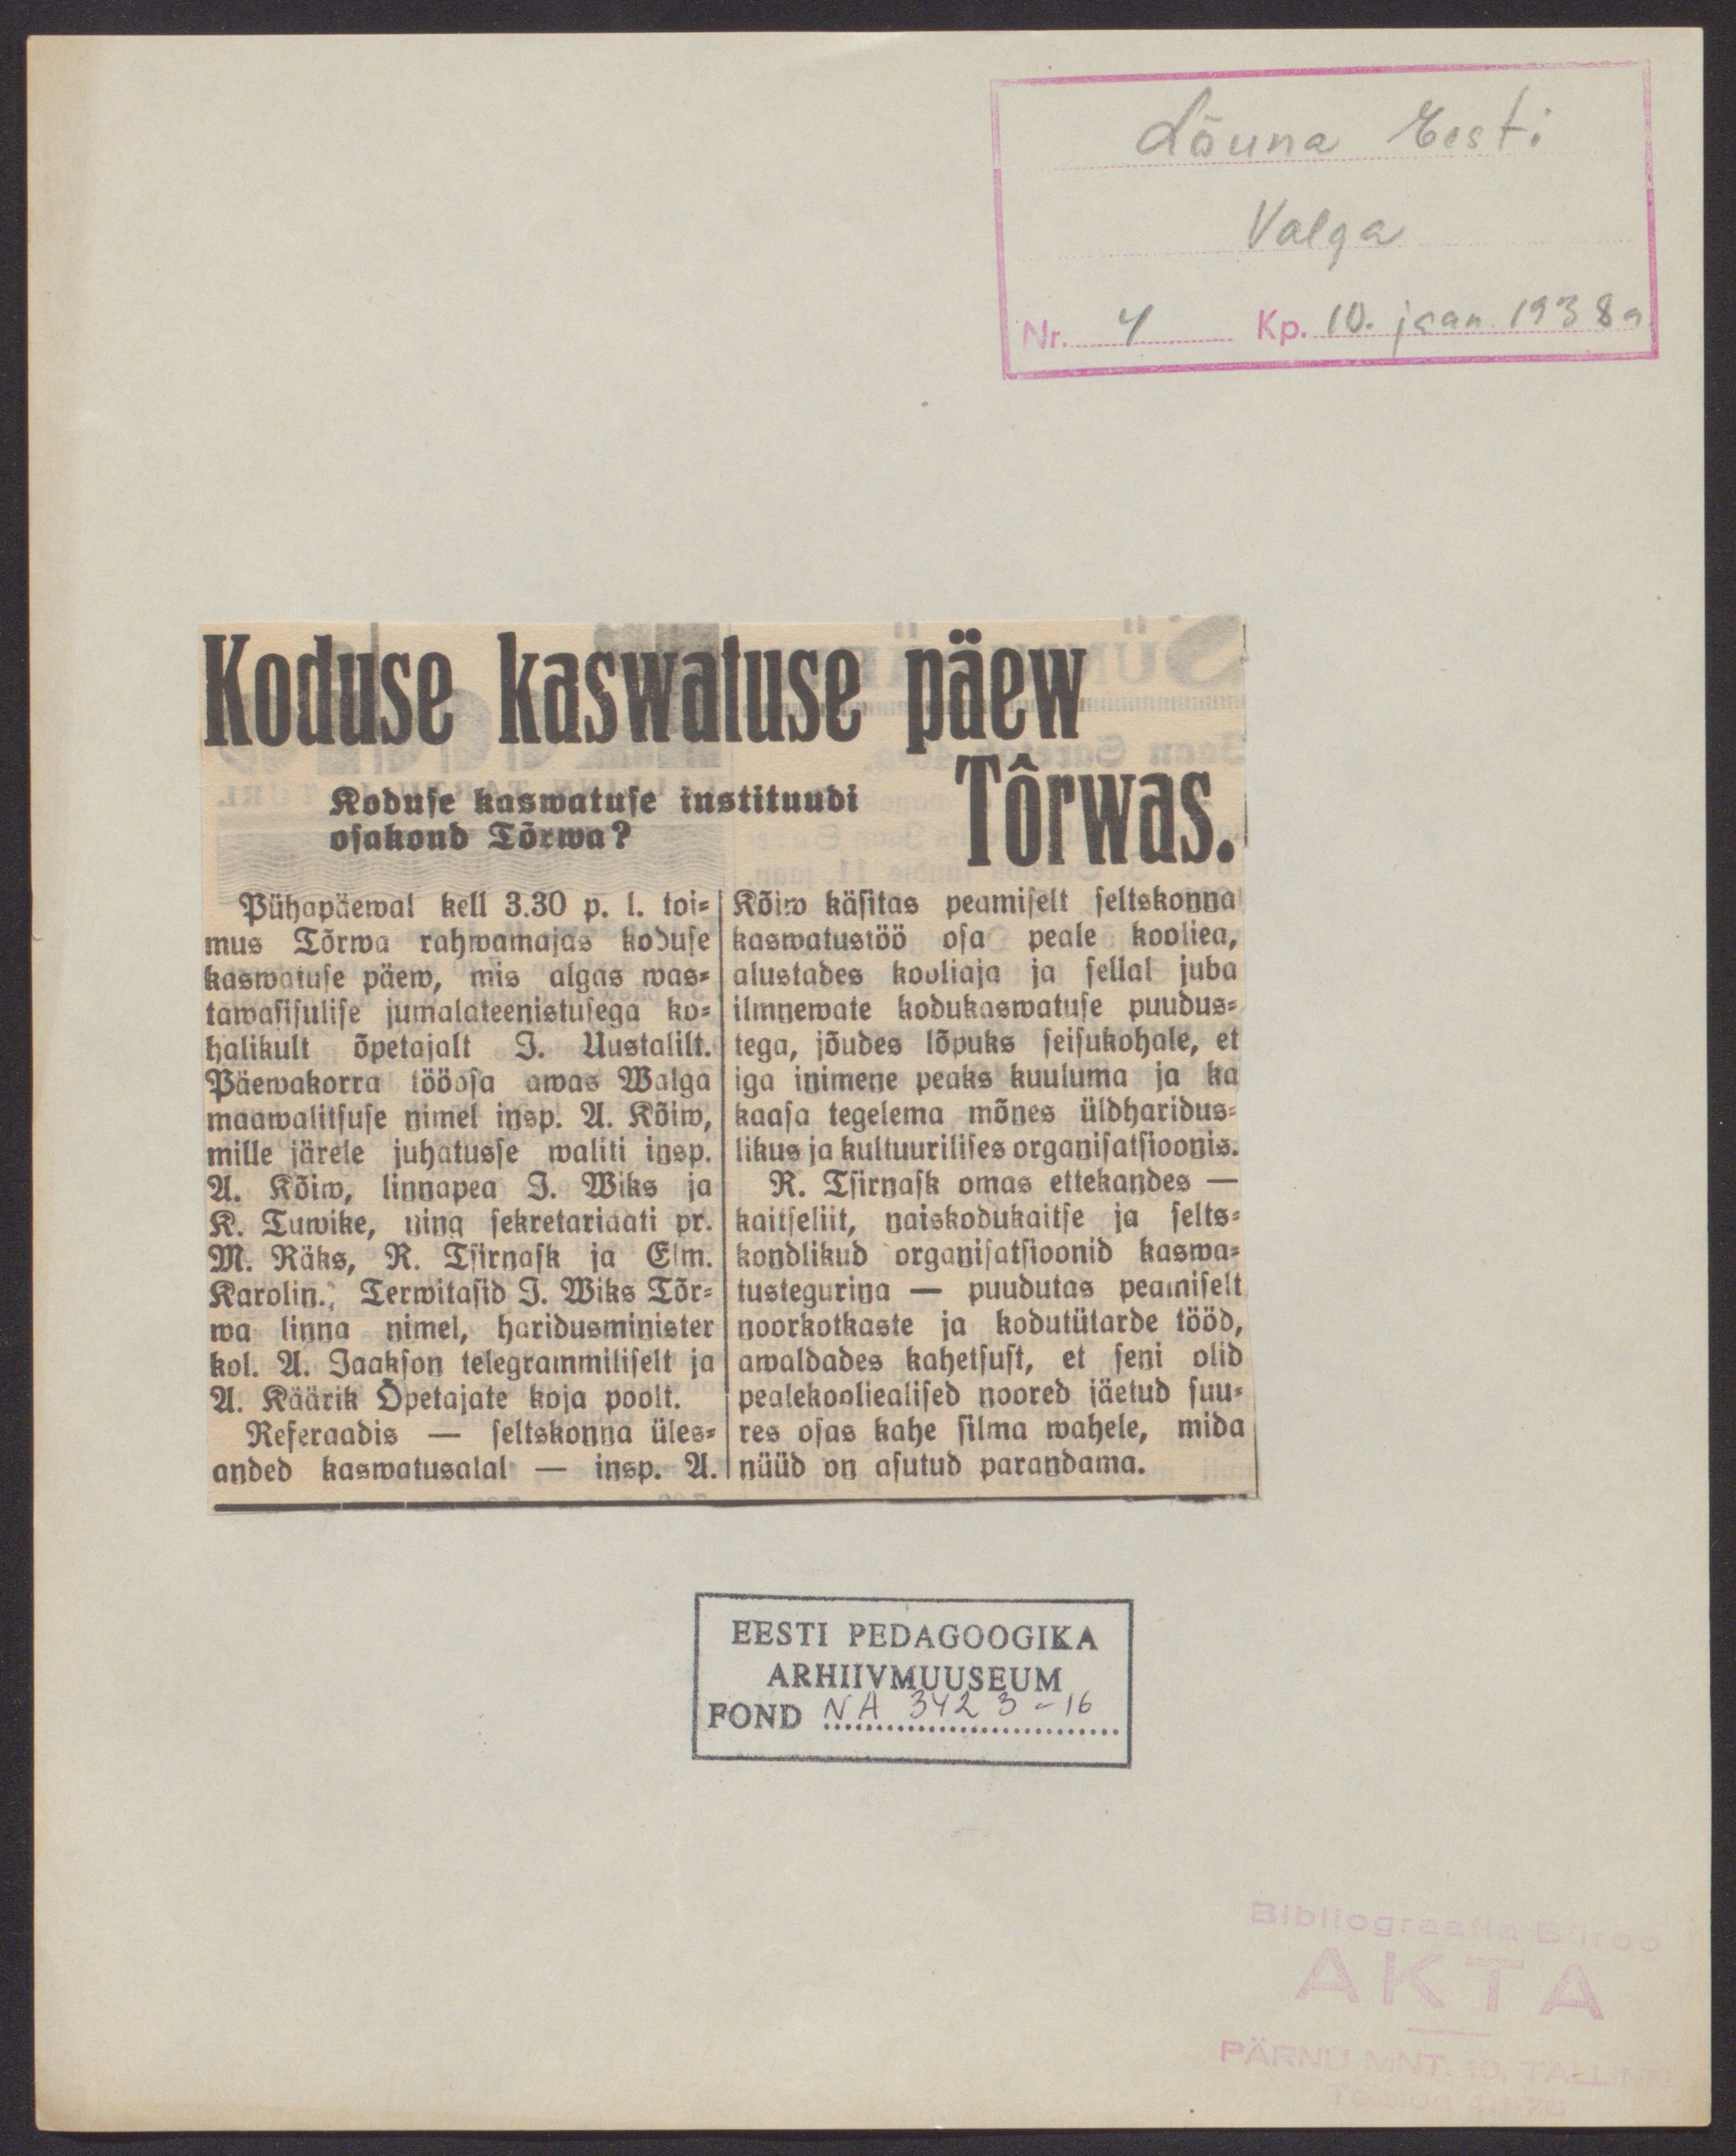 Lõuna Eesti
Valga
Nr. 4 Kp. 10. jaan. 1938 a.
Koduse kaswatuse päew
Tôrwas.
Koduse kaswatuse instituudi
osakond Tõrwa?
Pühapäewal kell 3.30 p. l. toi-
mus Tõrwa rahwamajas koduse
kaswatuse päew, mis algas was-
tawasisulise jumalateenistusega ko-
halikult õpetajalt J. Uustalilt.
Päewakorra tööosa awas Walga
maawalitsuse nimel insp. A. Kõiw,
mille järele juhatusse waliti insp.
A. Kõiw, linnapea J. Wiks ja
K. Tuwike, ning sekretariaati pr.
M. Räks, R. Tsirnask ja Elm.
Karolin. Terwitasid J. Wiks Tõr-
wa linna nimel, haridusminister
kol. A. Jaakson telegrammiliselt ja
A. Käärik Õpetajate koja poolt.
Referaadis — seltskonna üles-
anded kaswatusalal — insp. A.
Kõiw käsitas peamiselt seltskonna
kaswatustöö osa peale kooliea,
alustades kooliaja ja sellal juba
ilmnewate kodukaswatuse puudus-
tega, jõudes lõpuks seisukohale, et
iga inimene peaks kuuluma ja ka
kaasa tegelema mõnes üldharidus-
likus ja kultuurilises organisatsioonis.
R. Tsirnask omas ettekandes —
kaitseliit, naiskodukaitse ja selts-
kondlikud organisatsioonid kaswa-
tustegurina — puudutas peamiselt
noorkotkaste ja kodutütarde tööd,
awaldades kahetsust, et seni olid
pealekooliealised noored jäetud suu-
res osas kahe silma wahele, mida
nüüd on asutud parandama.
EESTI PEDAGOOGIKA
ARHIIVMUUSEUM
FOND NA 3423-16
Bibliograafia Büroo
AKTA
PÄRNU MNT. 10, TALLINN